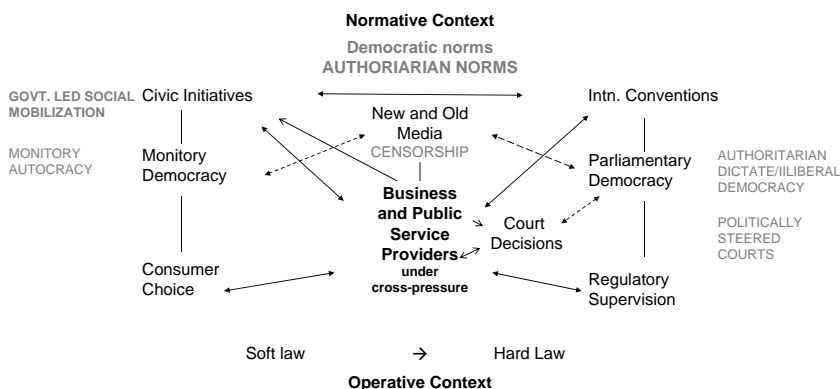 Normative Context
Democratic norms
AUTHORIARIAN NORMS
GOVT. LED SOCIAL
MOBILIZATION
Civic Initiatives
Intn. Conventions
New and Old
Media
CENSORSHIP
MONITORY
AUTOCRACY
Monitory
Democracy
Parliamentary
Democracy
AUTHORITARIAN
DICTATE/IILIBERAL
DEMOCRACY
Business
and Public
Service
Providers
under
cross-pressure
Court
Decisions
POLITICALLY
STEERED
COURTS
Consumer
Choice
Regulatory
Supervision
Soft law → Hard Law
Operative Context